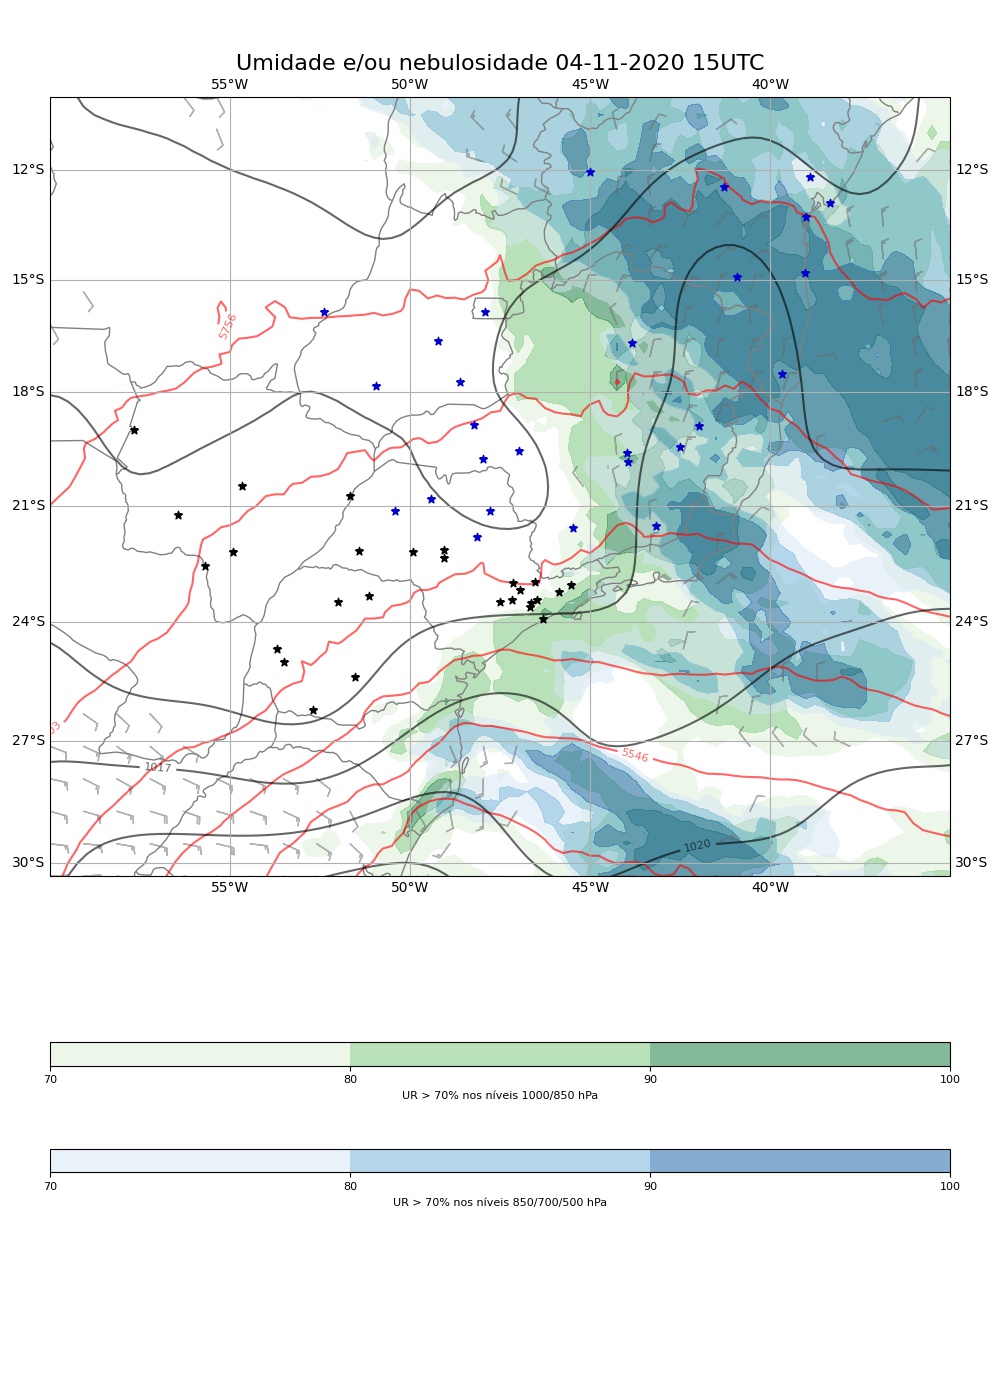 Umidade e/ou nebulosidade 04-11-2020 15UTC
55°W 50°W 45°W 40°W
12°S 12°S
15°S 15°S
5756
18°S 18°S
21°S 21°S
24°S 24°S
27°S 27°S
5546
1017
1020
30°S 30°S
55°W 50°W 45°W 40°W
70 80 90 100
UR > 70% nos níveis 1000/850 hPa
70 80 90 100
UR > 70% nos níveis 850/700/500 hPa